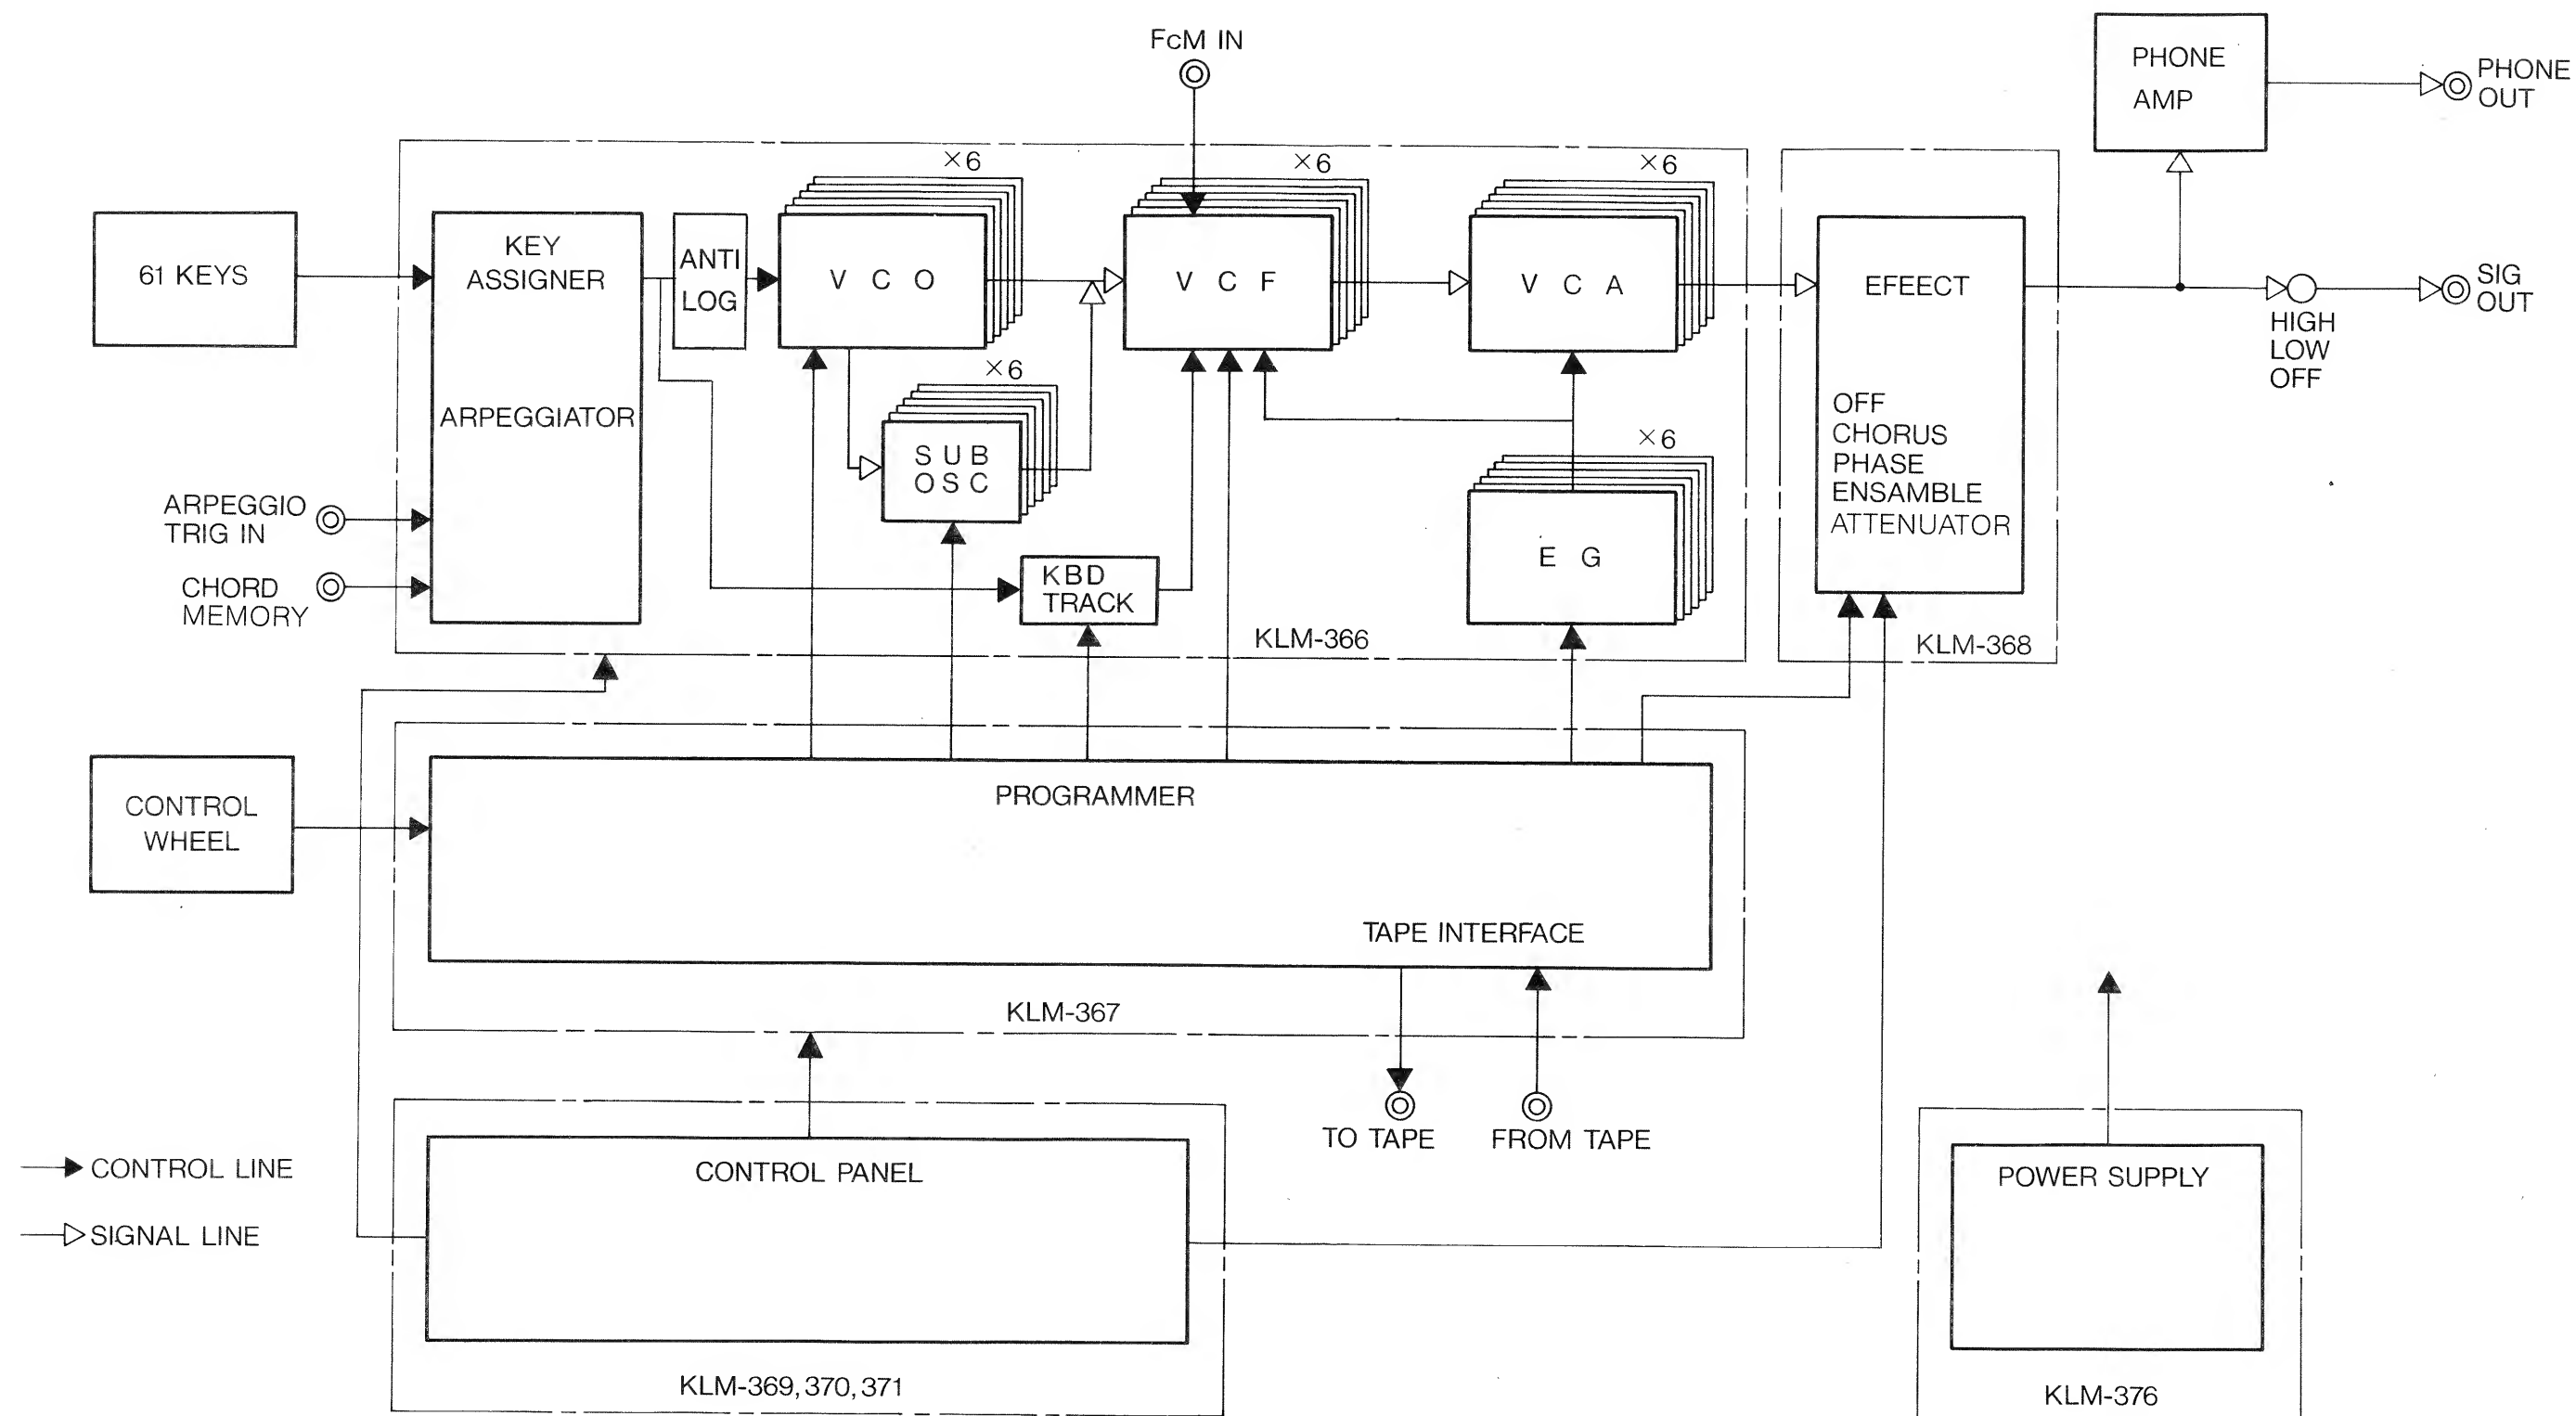 FcM IN
PHONE
AMP
PHONE
OUT
×6
×6
×6
61 KEYS
KEY
ASSIGNER
ARPEGGIATOR
ANTI
LOG
V C O
V C F
V C A
EFEECT
OFF
CHORUS
PHASE
ENSAMBLE
ATTENUATOR
SIG
OUT
HIGH
LOW
OFF
×6
SUB
OSC
×6
E G
ARPEGGIO
TRIG IN
CHORD
MEMORY
KBD
TRACK
KLM-366
KLM-368
CONTROL
WHEEL
PROGRAMMER
TAPE INTERFACE
KLM-367
TO TAPE
FROM TAPE
CONTROL LINE
SIGNAL LINE
CONTROL PANEL
KLM-369,370,371
POWER SUPPLY
KLM-376